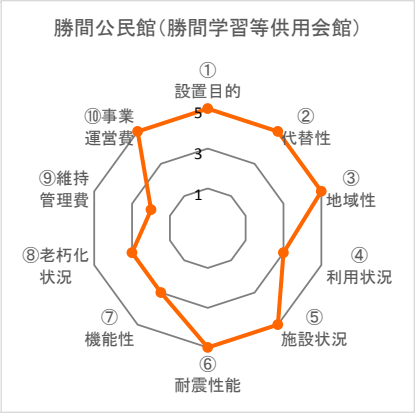 勝間公民館（勝間学習等供用会館）
①
設置目的
②
代替性
③
地域性
④
利用状況
⑤
施設状況
⑥
耐震性能
⑦
機能性
⑧老朽化
状況
⑨維持
管理費
⑩事業
運営費
5
3
1